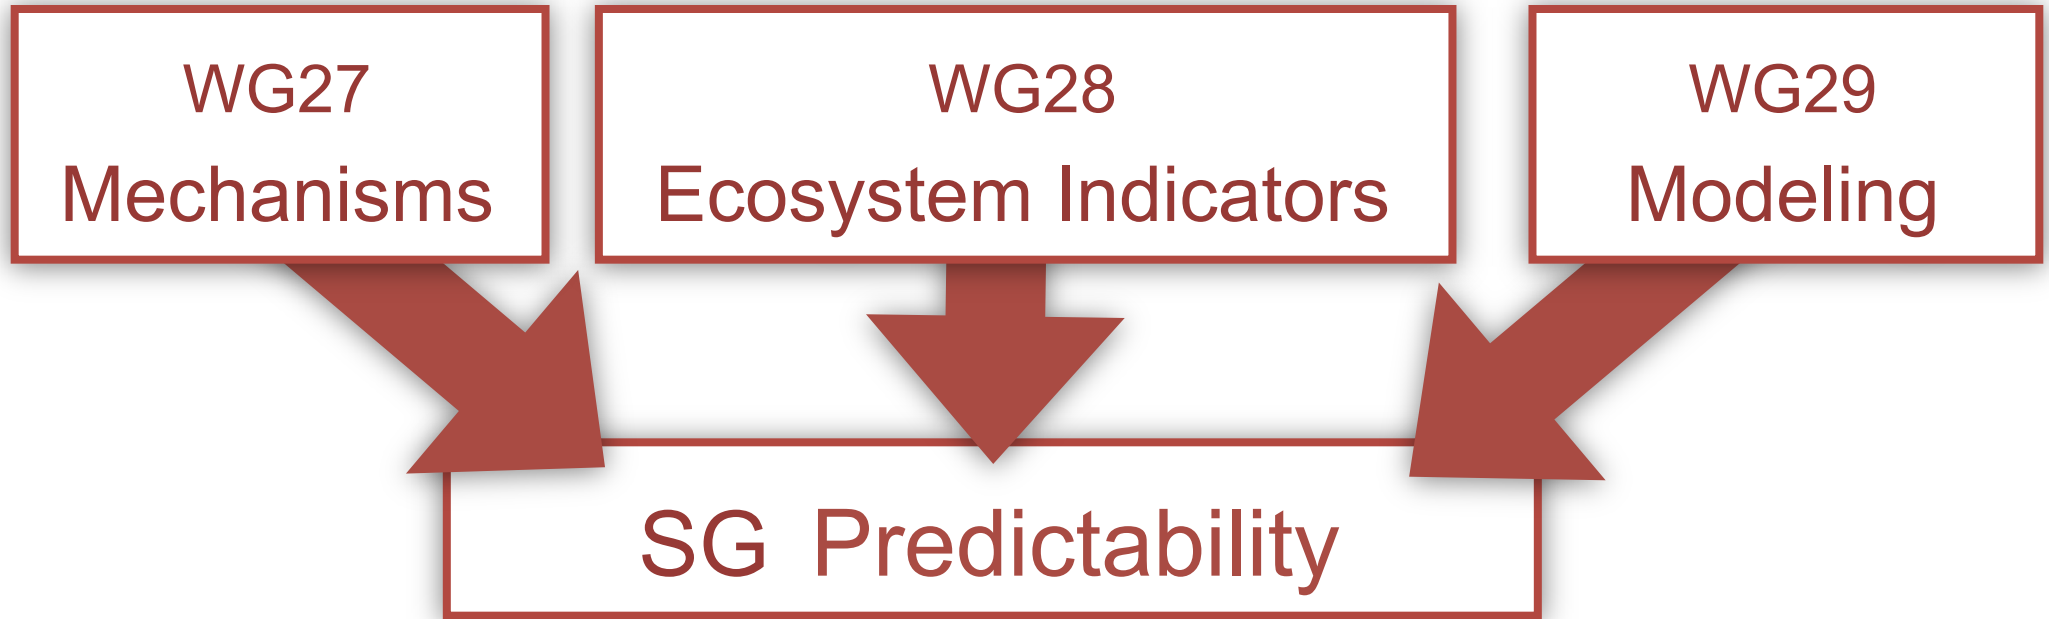 WG27
Mechanisms
WG28
Ecosystem Indicators
WG29
Modeling
SG Predictability